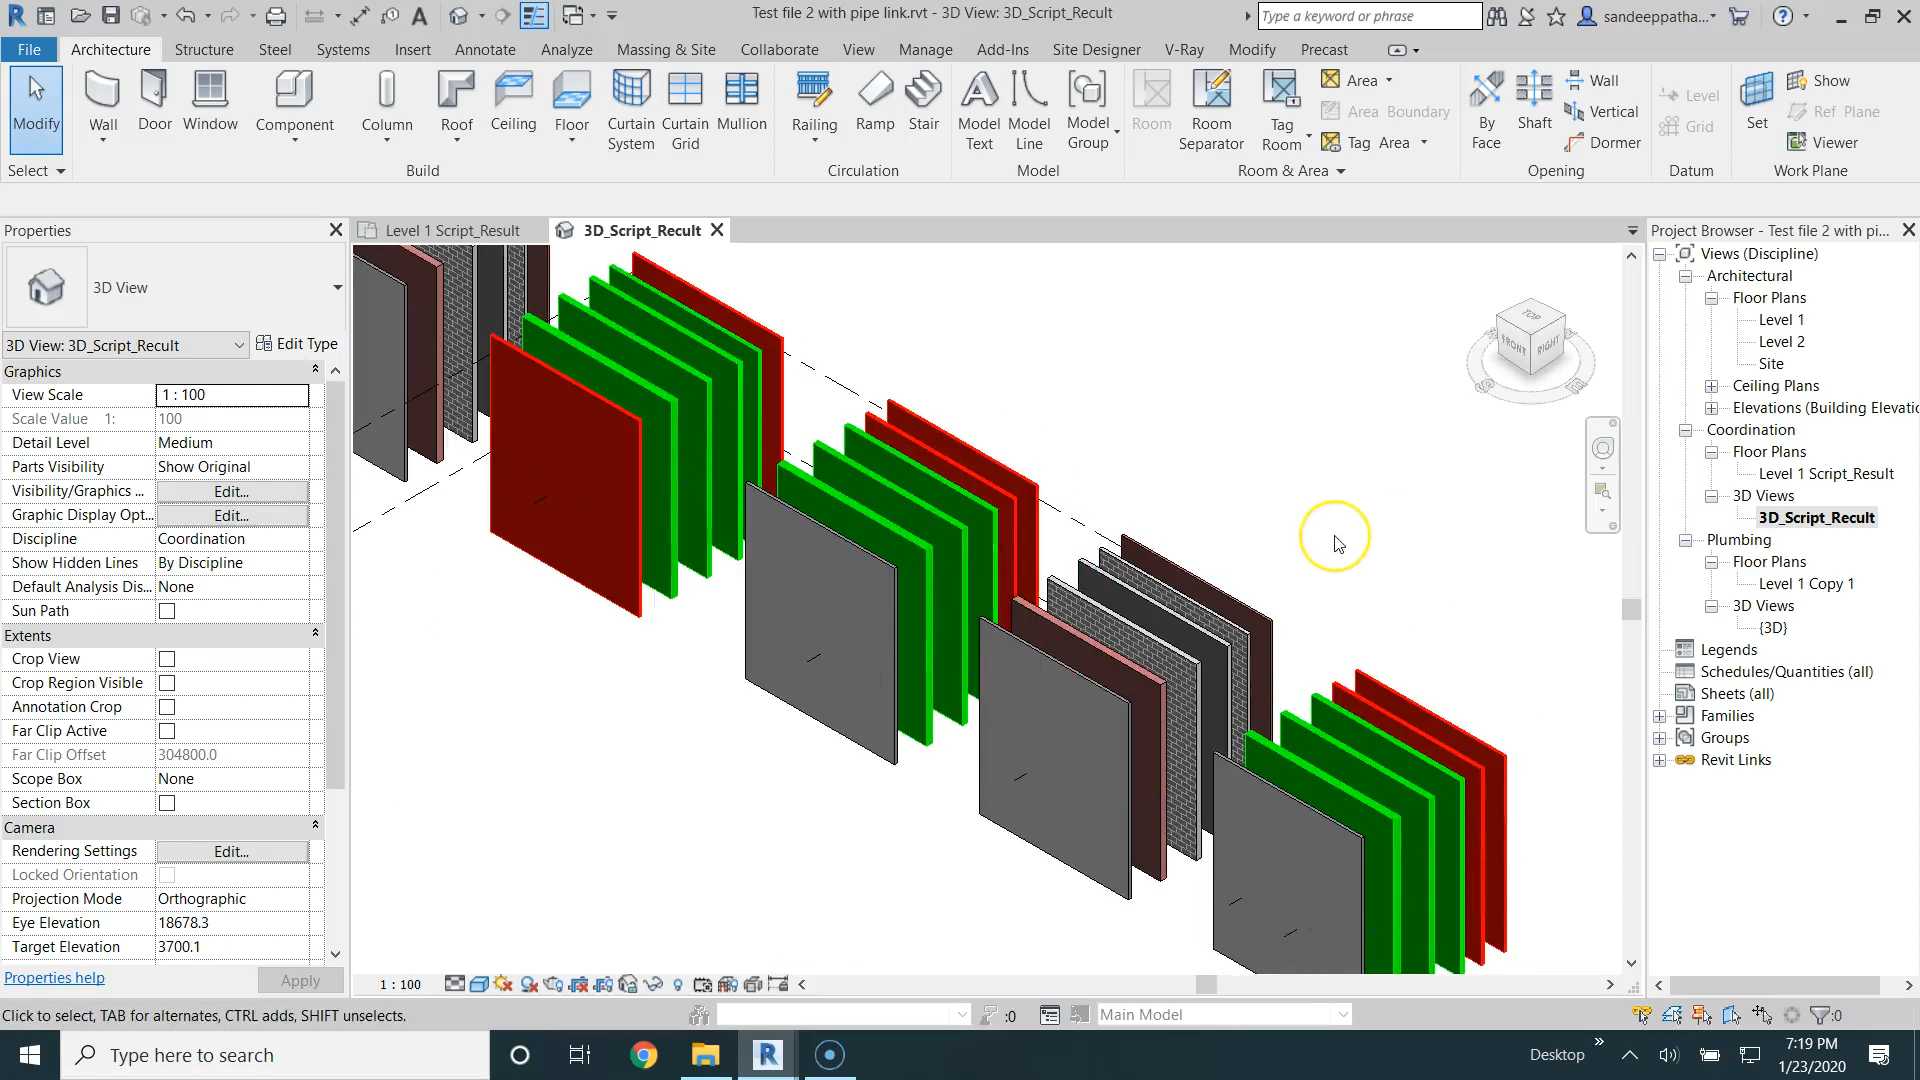 Test file 2 with pipe link.rvt - 3D View: 3D_Script_Recult
Type a keyword or phrase
sandeeppatha...
File
Architecture
Structure
Steel
Systems
Insert
Annotate
Analyze
Massing & Site
Collaborate
View
Manage
Add-Ins
Site Designer
V-Ray
Modify
Precast
Modify
Wall
Door
Window
Component
Column
Roof
Ceiling
Floor
Curtain System
Curtain Grid
Mullion
Railing
Ramp
Stair
Model Text
Model Line
Model Group
Room
Room Separator
Tag Room
Area
Area Boundary
Tag Area
By Face
Shaft
Wall
Vertical
Dormer
Level
Grid
Set
Show
Ref Plane
Viewer
Select
Build
Circulation
Model
Room & Area
Opening
Datum
Work Plane
Properties
3D View
3D View: 3D_Script_Recult
Edit Type
Graphics
View Scale 1 : 100
Scale Value 1: 100
Detail Level Medium
Parts Visibility Show Original
Visibility/Graphics ... Edit...
Graphic Display Opt... Edit...
Discipline Coordination
Show Hidden Lines By Discipline
Default Analysis Dis... None
Sun Path
Extents
Crop View
Crop Region Visible
Annotation Crop
Far Clip Active
Far Clip Offset 304800.0
Scope Box None
Section Box
Camera
Rendering Settings Edit...
Locked Orientation
Projection Mode Orthographic
Eye Elevation 18678.3
Target Elevation 3700.1
Properties help
Apply
Level 1 Script_Result
3D_Script_Recult
TOP
FRONT
RIGHT
1 : 100
Project Browser - Test file 2 with pi...
Views (Discipline)
Architectural
Floor Plans
Level 1
Level 2
Site
Ceiling Plans
Elevations (Building Elevatio
Coordination
Floor Plans
Level 1 Script_Result
3D Views
3D_Script_Recult
Plumbing
Floor Plans
Level 1 Copy 1
3D Views
{3D}
Legends
Schedules/Quantities (all)
Sheets (all)
Families
Groups
Revit Links
Click to select, TAB for alternates, CTRL adds, SHIFT unselects.
:0
Main Model
:0
Type here to search
Desktop
7:19 PM
1/23/2020